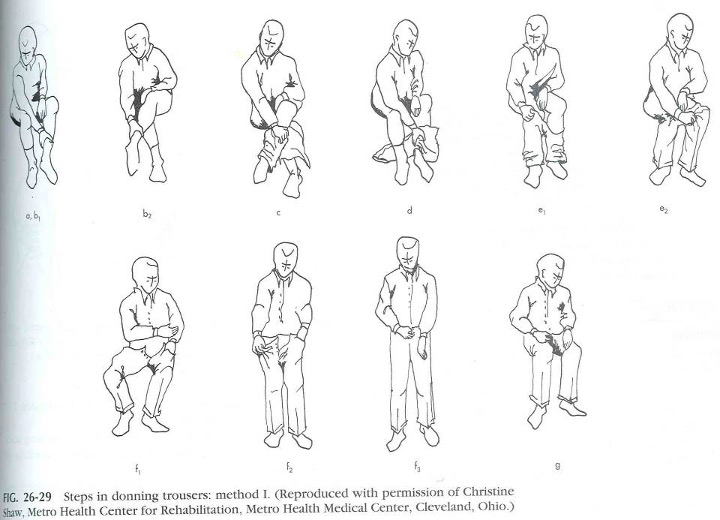 a, b₁
b₂
c
d
e₁
e₂
f₁
f₂
f₃
g
FIG. 26-29 Steps in donning trousers: method I. (Reproduced with permission of Christine
Shaw, Metro Health Center for Rehabilitation, Metro Health Medical Center, Cleveland, Ohio.)